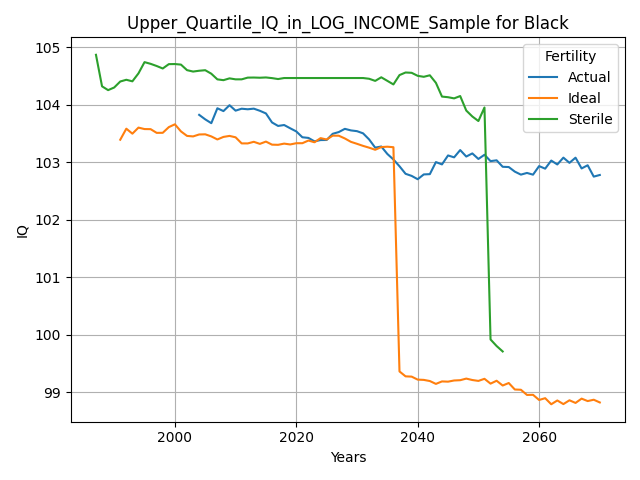 Upper_Quartile_IQ_in_LOG_INCOME_Sample for Black
Fertility
Actual
Ideal
Sterile
IQ
105
104
103
102
101
100
99
2000
2020
2040
2060
Years